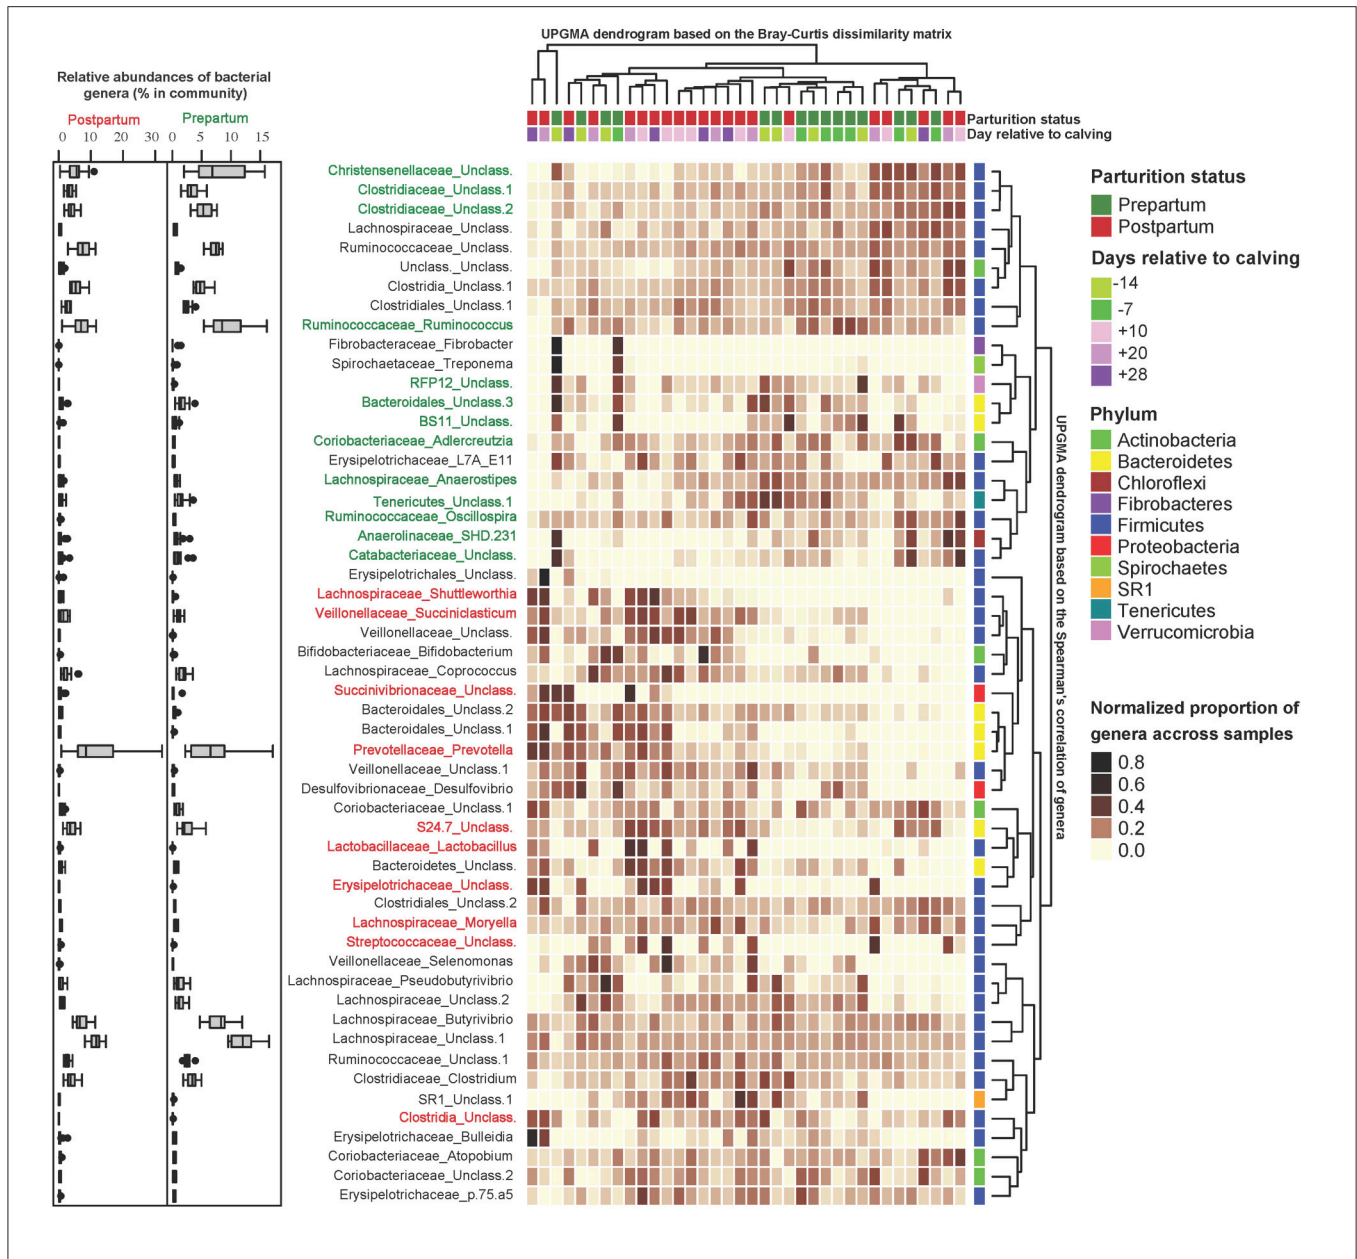 UPGMA dendrogram based on the Bray-Curtis dissimilarity matrix
Relative abundances of bacterial
genera (% in community)
Postpartum Prepartum
0 10 20 30 0 5 10 15
Parturition status
Day relative to calving
Christensenellaceae_Unclass.
Clostridiaceae_Unclass.1
Clostridiaceae_Unclass.2
Lachnospiraceae_Unclass.
Ruminococcaceae_Unclass.
Unclass._Unclass.
Clostridia_Unclass.1
Clostridiales_Unclass.1
Ruminococcaceae_Ruminococcus
Fibrobacteraceae_Fibrobacter
Spirochaetaceae_Treponema
RFP12_Unclass.
Bacteroidales_Unclass.3
BS11_Unclass.
Coriobacteriaceae_Adlercreutzia
Erysipelotrichaceae_L7A_E11
Lachnospiraceae_Anaerostipes
Tenericutes_Unclass.1
Ruminococcaceae_Oscillospira
Anaerolinaceae_SHD.231
Catabacteriaceae_Unclass.
Erysipelotrichales_Unclass.
Lachnospiraceae_Shuttleworthia
Veillonellaceae_Succiniclasticum
Veillonellaceae_Unclass.
Bifidobacteriaceae_Bifidobacterium
Lachnospiraceae_Coprococcus
Succinivibrionaceae_Unclass.
Bacteroidales_Unclass.2
Bacteroidales_Unclass.1
Prevotellaceae_Prevotella
Veillonellaceae_Unclass.1
Desulfovibrionaceae_Desulfovibrio
Coriobacteriaceae_Unclass.1
S24.7_Unclass.
Lactobacillaceae_Lactobacillus
Bacteroidetes_Unclass.
Erysipelotrichaceae_Unclass.
Clostridiales_Unclass.2
Lachnospiraceae_Moryella
Streptococcaceae_Unclass.
Veillonellaceae_Selenomonas
Lachnospiraceae_Pseudobutyrivibrio
Lachnospiraceae_Unclass.2
Lachnospiraceae_Butyrivibrio
Lachnospiraceae_Unclass.1
Ruminococcaceae_Unclass.1
Clostridiaceae_Clostridium
SR1_Unclass.1
Clostridia_Unclass.
Erysipelotrichaceae_Bulleidia
Coriobacteriaceae_Atopobium
Coriobacteriaceae_Unclass.2
Erysipelotrichaceae_p.75.a5
UPGMA dendrogram based on the Spearman's correlation of genera
Parturition status
Prepartum
Postpartum
Days relative to calving
-14
-7
+10
+20
+28
Phylum
Actinobacteria
Bacteroidetes
Chloroflexi
Fibrobacteres
Firmicutes
Proteobacteria
Spirochaetes
SR1
Tenericutes
Verrucomicrobia
Normalized proportion of
genera accross samples
0.8
0.6
0.4
0.2
0.0